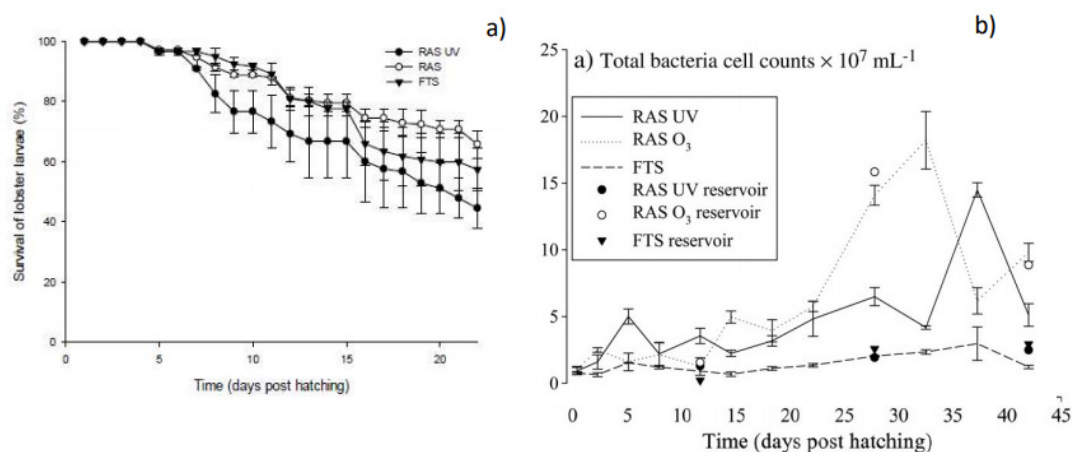 a)
RAS UV
RAS
FTS
Survival of lobster larvae (%)
100
80
60
40
20
0
0
5
10
15
20
Time (days post hatching)
b)
a) Total bacteria cell counts × 10⁷ mL⁻¹
RAS UV
RAS O₃
FTS
RAS UV reservoir
RAS O₃ reservoir
FTS reservoir
25
20
15
10
5
0
0
5
10
15
20
25
30
35
40
45
Time (days post hatching)